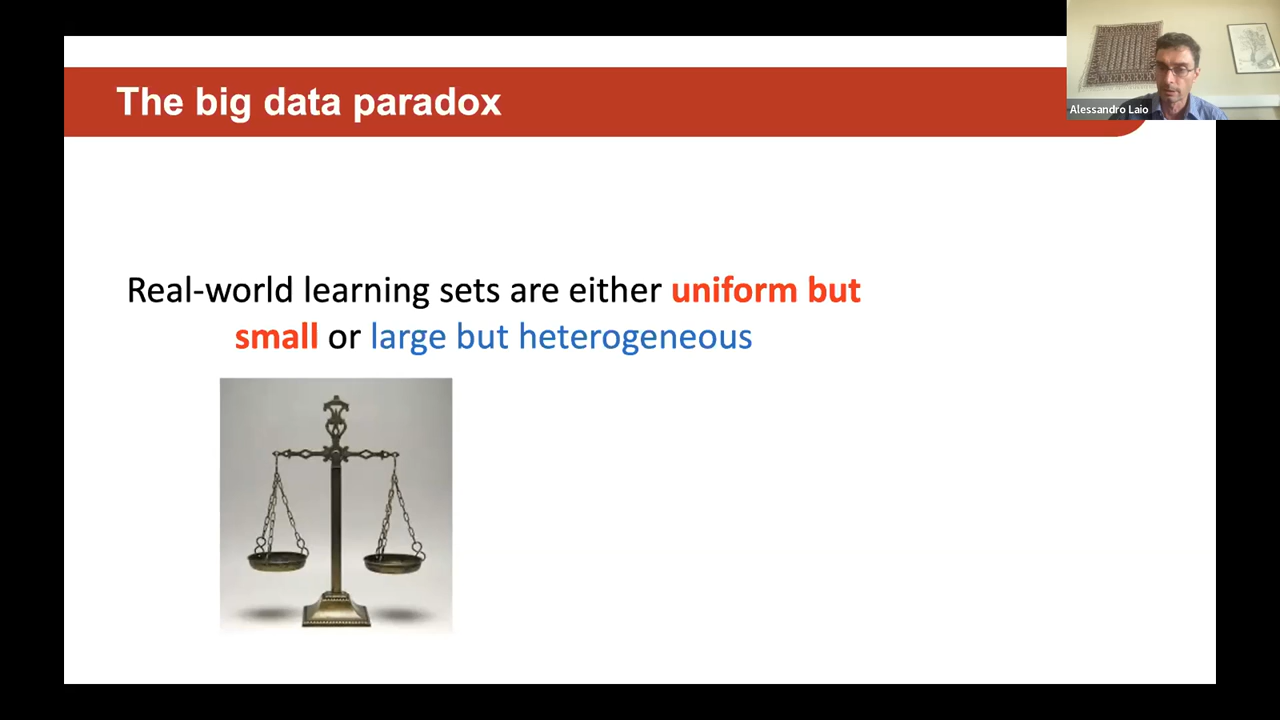 The big data paradox
Alessandro Laio
Real-world learning sets are either uniform but
small or large but heterogeneous